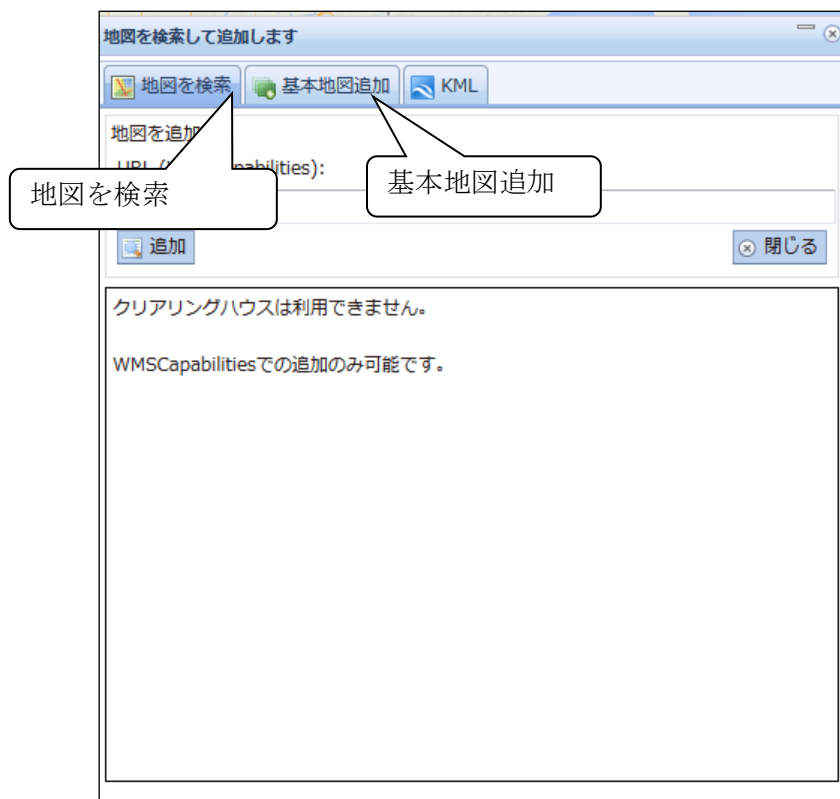 地図を検索して追加します
地図を検索 基本地図追加 KML
地図を追加
abilities):
地図を検索
基本地図追加
追加 閉じる
クリアリングハウスは利用できません。
WMSCapabilitiesでの追加のみ可能です。